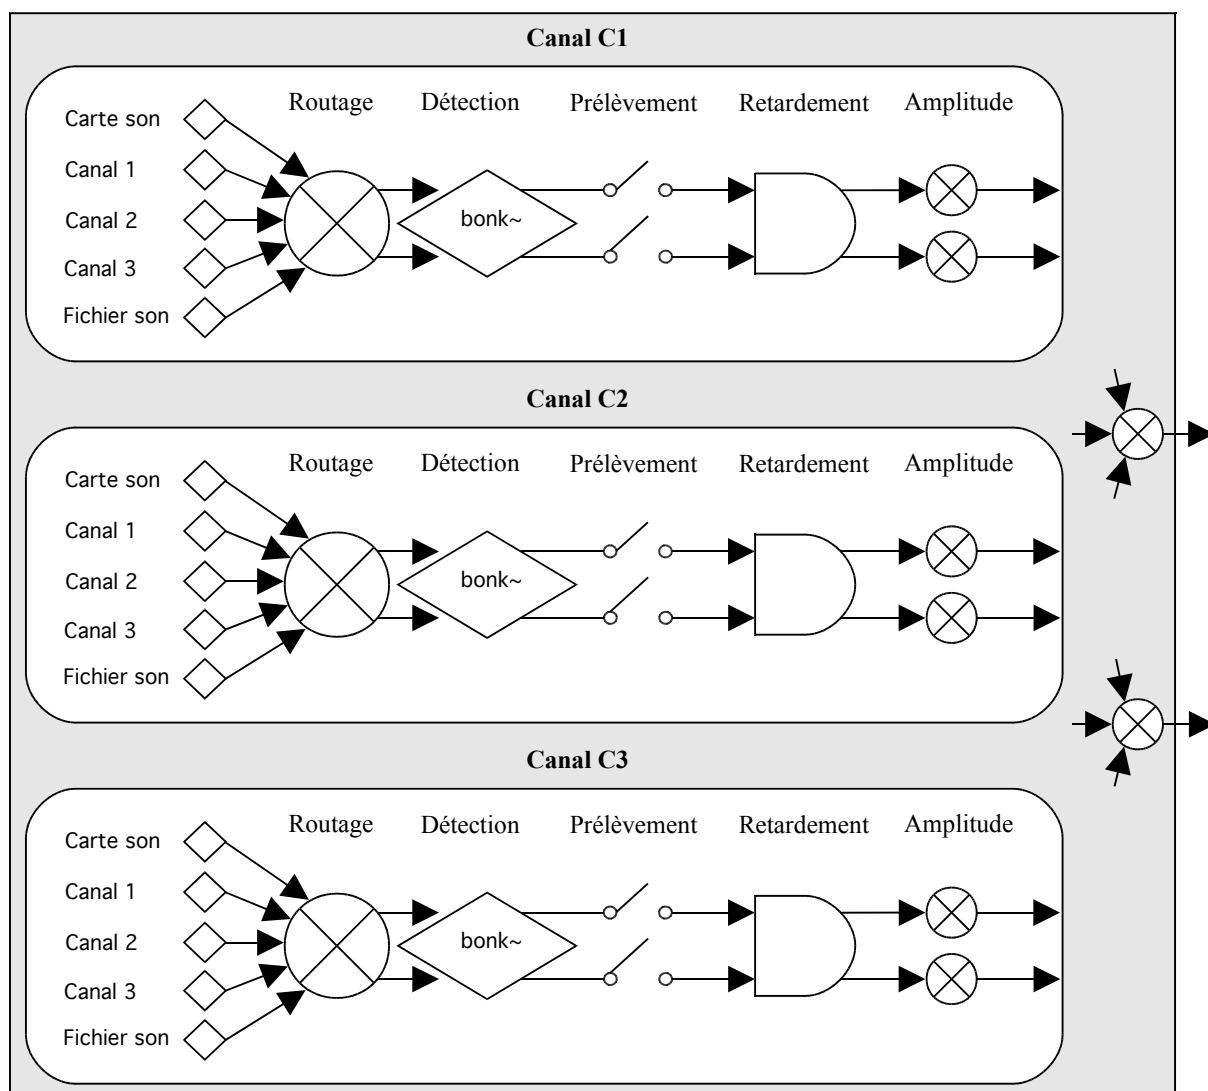 Canal C1
Routage Détection Prélèvement Retardement Amplitude
Carte son
Canal 1
Canal 2
bonk~
Canal 3
Fichier son
Canal C2
Routage Détection Prélèvement Retardement Amplitude
Carte son
Canal 1
Canal 2
bonk~
Canal 3
Fichier son
Canal C3
Routage Détection Prélèvement Retardement Amplitude
Carte son
Canal 1
Canal 2
bonk~
Canal 3
Fichier son